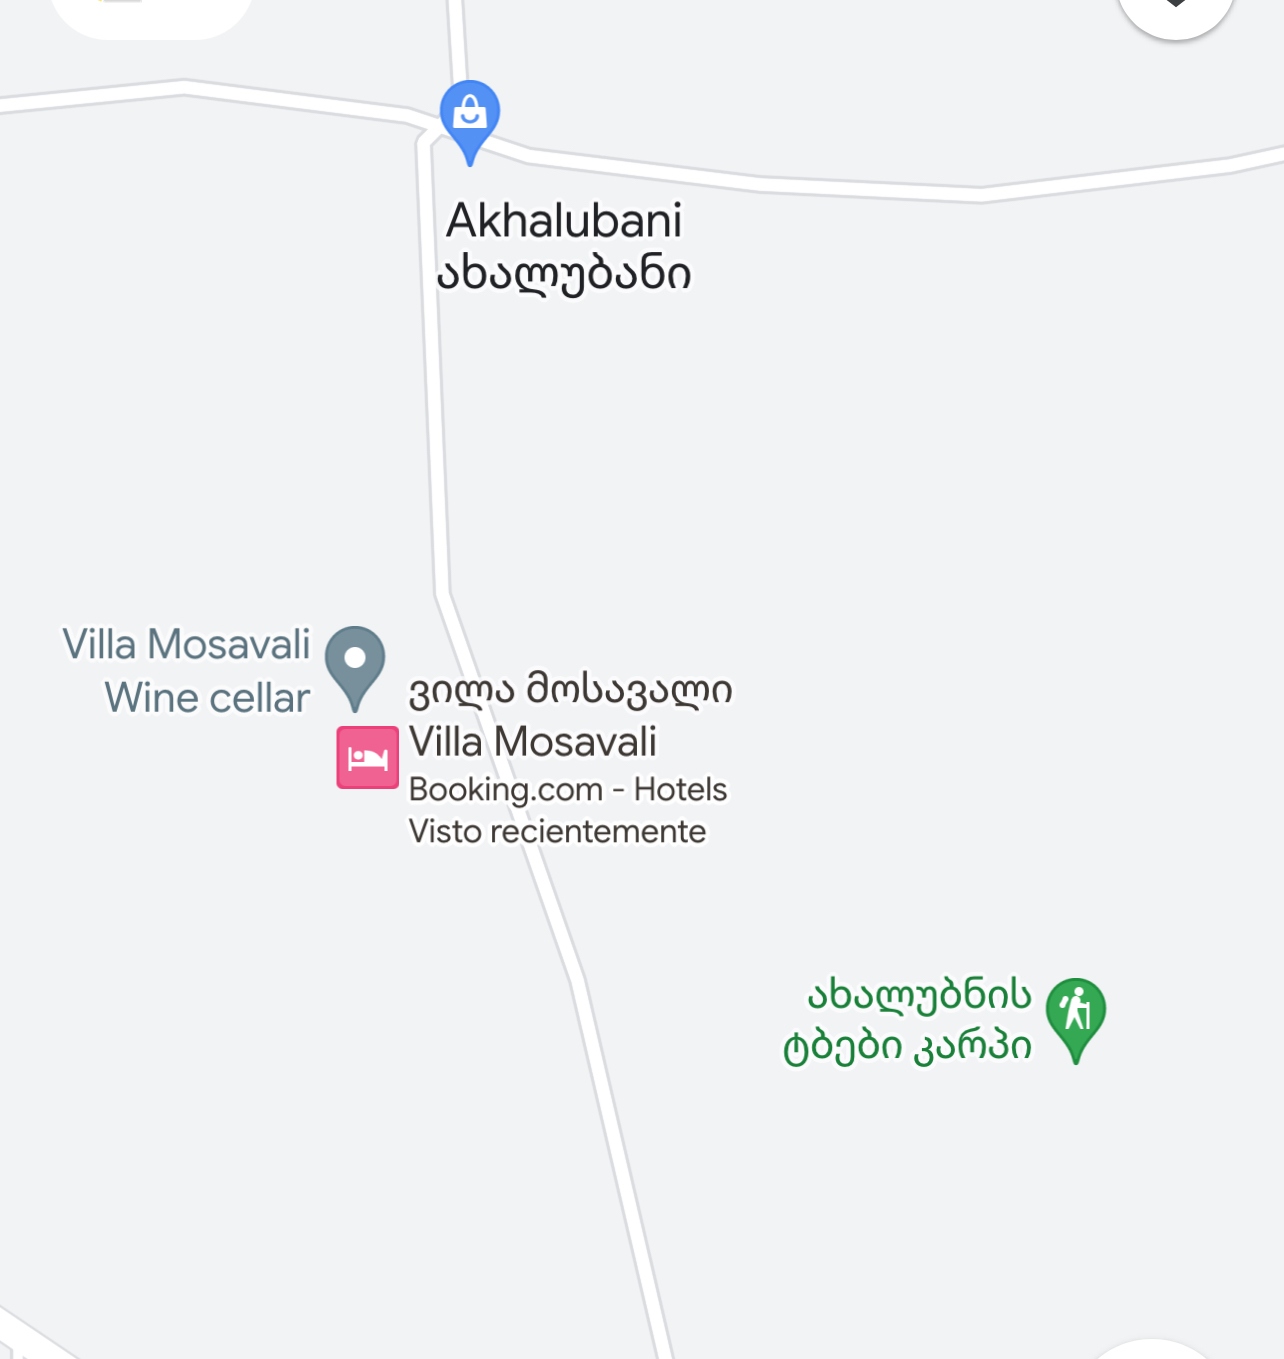 Akhalubani
ახალუბანი
Villa Mosavali
Wine cellar
ვილა მოსავალი
Villa Mosavali
Booking.com - Hotels
Visto recientemente
ახალუბნის
ტბები კარპი